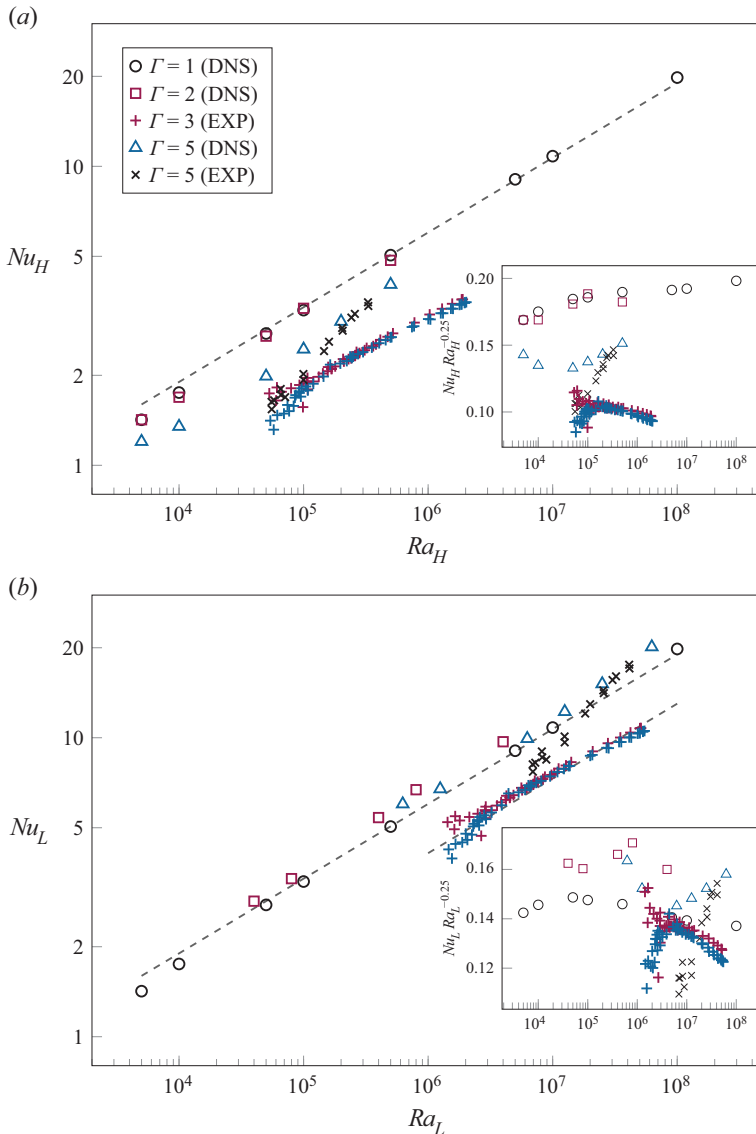 (a)
20
10
5
2
1
Nu_H
Γ = 1 (DNS)
Γ = 2 (DNS)
Γ = 3 (EXP)
Γ = 5 (DNS)
Γ = 5 (EXP)
0.20
0.15
0.10
Nu_H Ra_H^-0.25
10^4 10^5 10^6 10^7 10^8
10^4 10^5 10^6 10^7 10^8
Ra_H
(b)
20
10
5
2
1
Nu_L
0.16
0.14
0.12
Nu_L Ra_L^-0.25
10^4 10^5 10^6 10^7 10^8
10^4 10^5 10^6 10^7 10^8
Ra_L